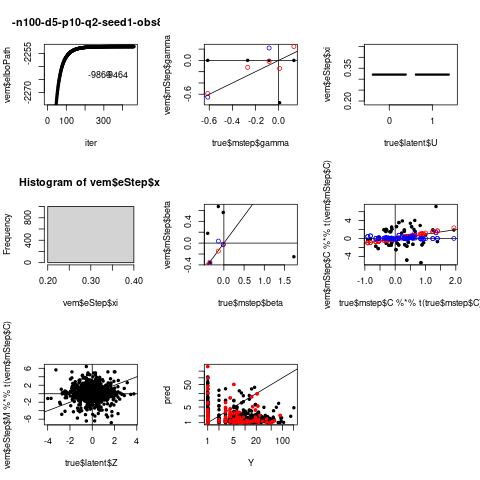 -n100-d5-p10-q2-seed1-obs8
vem$elboPath
-2270
-2255
-9869464
0 100 300
iter
vem$mStep$gamma
-0.6
0.0
-0.6 -0.4 -0.2 0.0
true$mstep$gamma
vem$eStep$xi
0.20
0.35
0 1
true$latent$U
Histogram of vem$eStep$x
Frequency
0 400 800
0.20 0.30 0.40
vem$eStep$xi
vem$mStep$beta
-0.4 0.0 0.4
0.0 0.5 1.0 1.5
true$mstep$beta
vem$mStep$C %*% t(vem$mStep$C)
-4 0 4
-1.0 0.0 1.0 2.0
true$mstep$C %*% t(true$mstep$C)
vem$eStep$M %*% t(vem$mStep$C)
-6 -2 2 6
-4 -2 0 2 4
true$latent$Z
pred
1 5 50
1 5 20 100
Y